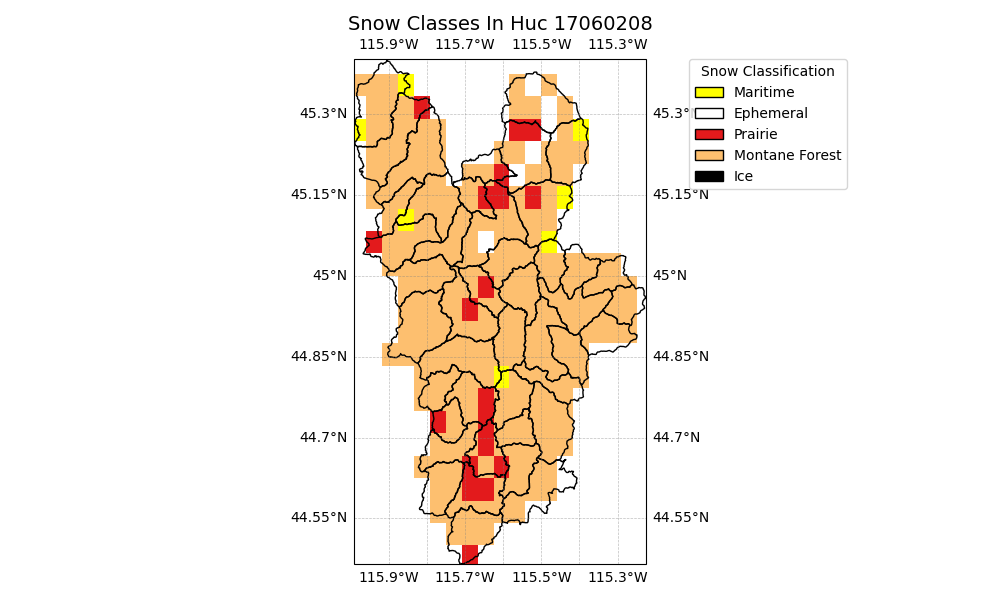 Snow Classes In Huc 17060208
115.9°W 115.7°W 115.5°W 115.3°W
Snow Classification
Maritime
Ephemeral
Prairie
Montane Forest
Ice
45.3°N 45.3°N
45.15°N 45.15°N
45°N 45°N
44.85°N 44.85°N
44.7°N 44.7°N
44.55°N 44.55°N
115.9°W 115.7°W 115.5°W 115.3°W